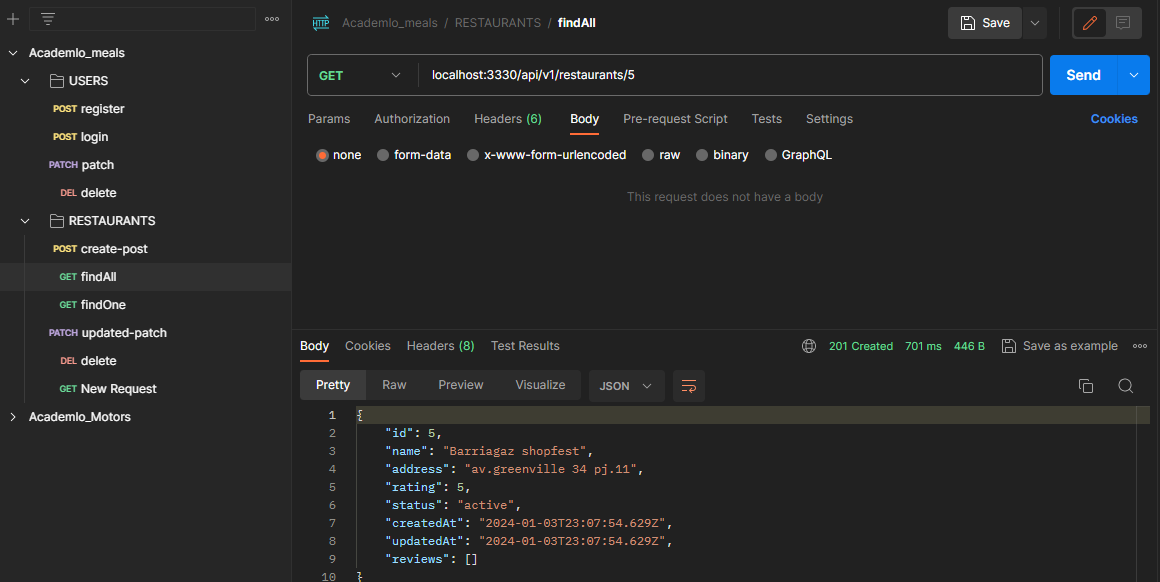 HTTP Academlo_meals / RESTAURANTS / findAll Save
Academlo_meals
USERS
POST register
POST login
PATCH patch
DEL delete
RESTAURANTS
POST create-post
GET findAll
GET findOne
PATCH updated-patch
DEL delete
GET New Request
Academlo_Motors
GET localhost:3330/api/v1/restaurants/5 Send
Params Authorization Headers (6) Body Pre-request Script Tests Settings Cookies
none form-data x-www-form-urlencoded raw binary GraphQL
This request does not have a body
Body Cookies Headers (8) Test Results 201 Created 701 ms 446 B Save as example
Pretty Raw Preview Visualize JSON
1 {
2 "id": 5,
3 "name": "Barriagaz shopfest",
4 "address": "av.greenville 34 pj.11",
5 "rating": 5,
6 "status": "active",
7 "createdAt": "2024-01-03T23:07:54.629Z",
8 "updatedAt": "2024-01-03T23:07:54.629Z",
9 "reviews": []
10 }